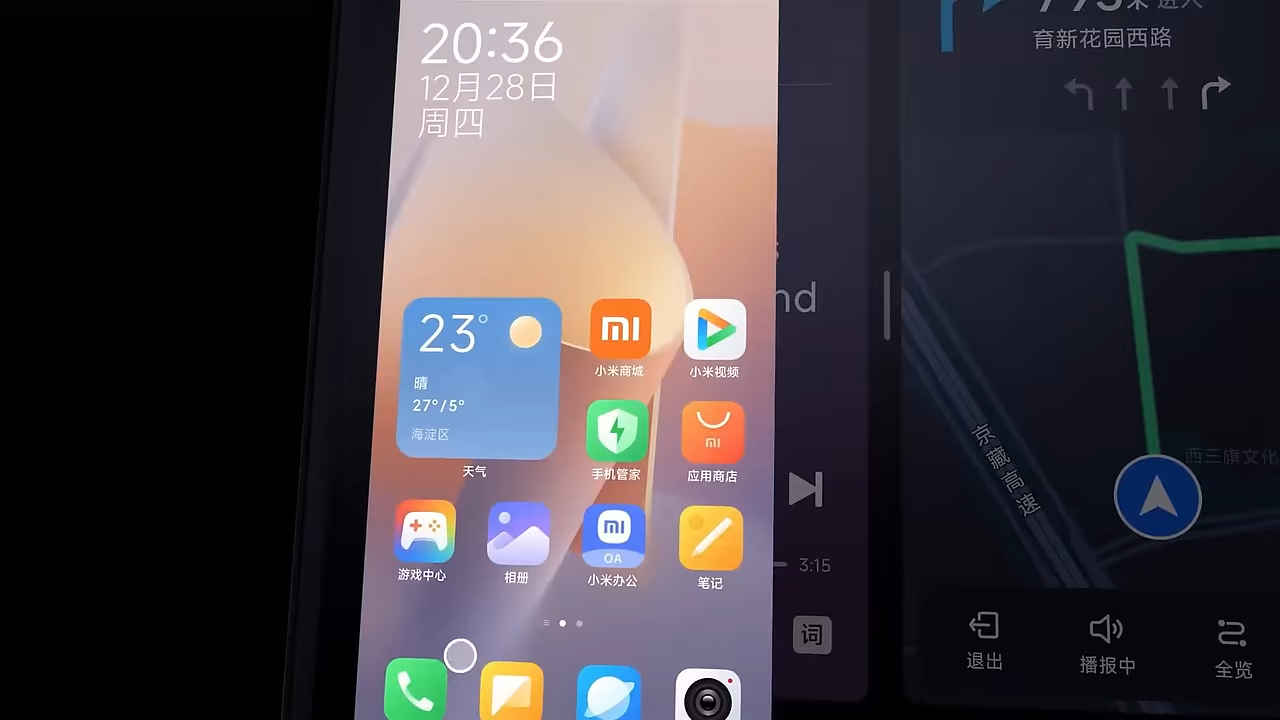 20:36
12月28日
周四
23°
晴
27°/5°
海淀区
天气
小米商城
小米视频
手机管家
应用商店
游戏中心
相册
OA
小米办公
笔记
nd
3:15
词
育新花园西路
京藏高速
西三旗文化
退出
播报中
全览